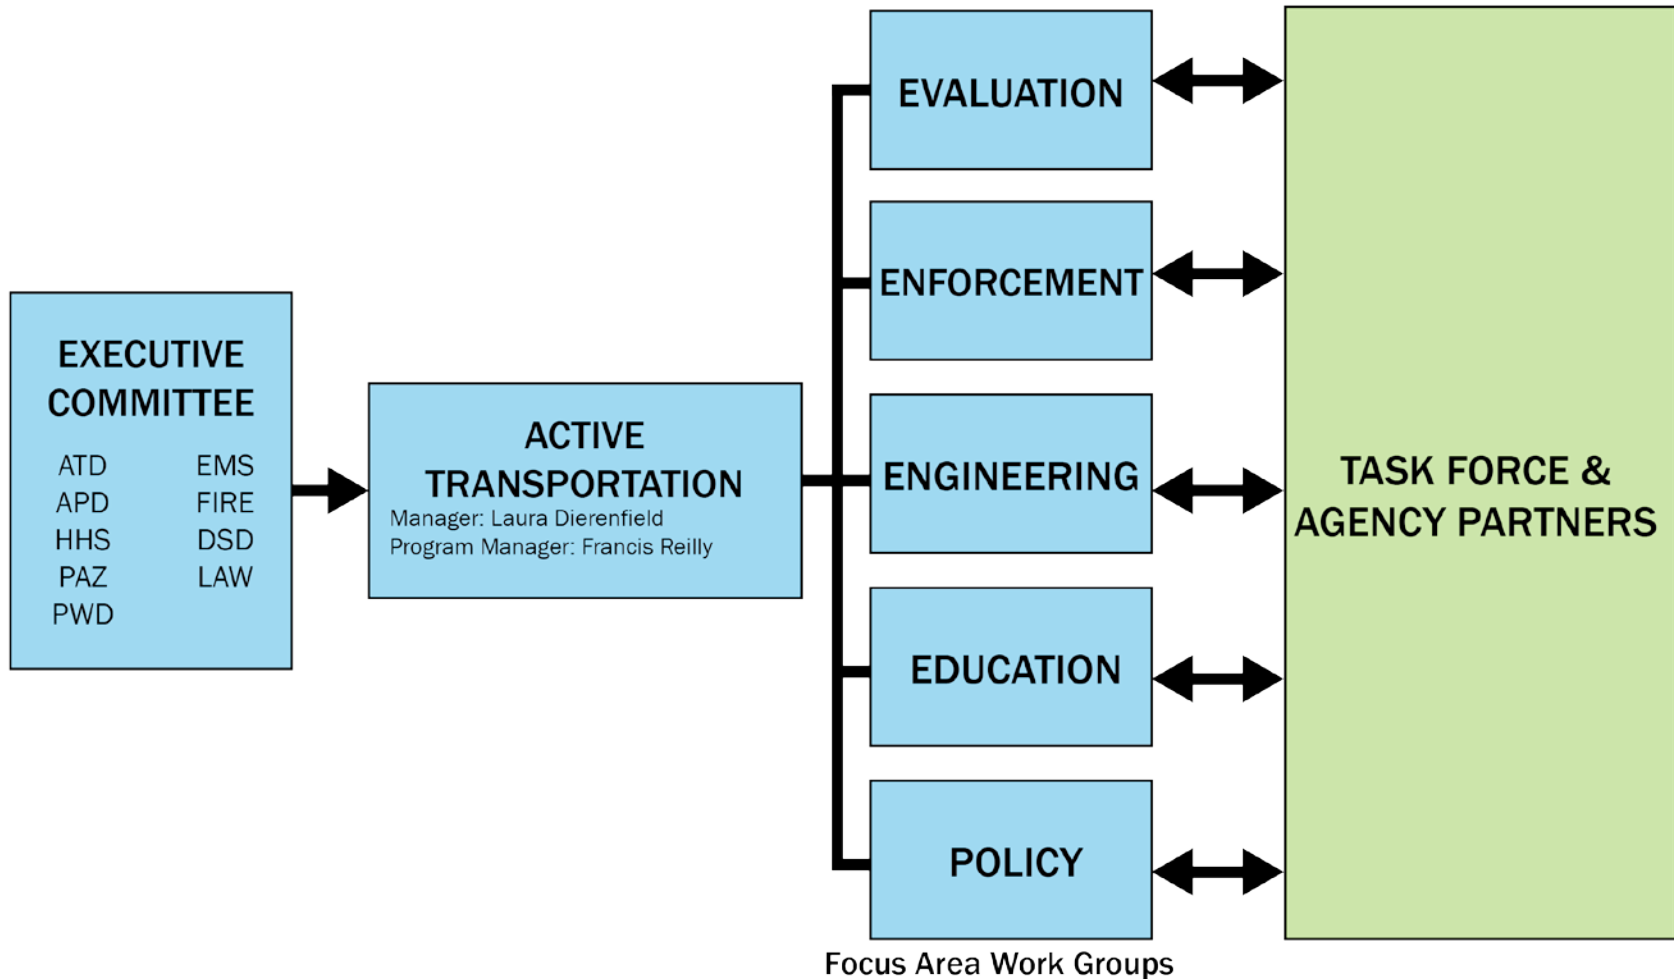 EXECUTIVE
COMMITTEE
ATD EMS
APD FIRE
HHS DSD
PAZ LAW
PWD
ACTIVE
TRANSPORTATION
Manager: Laura Dierenfield
Program Manager: Francis Reilly
EVALUATION
ENFORCEMENT
ENGINEERING
EDUCATION
POLICY
Focus Area Work Groups
TASK FORCE &
AGENCY PARTNERS